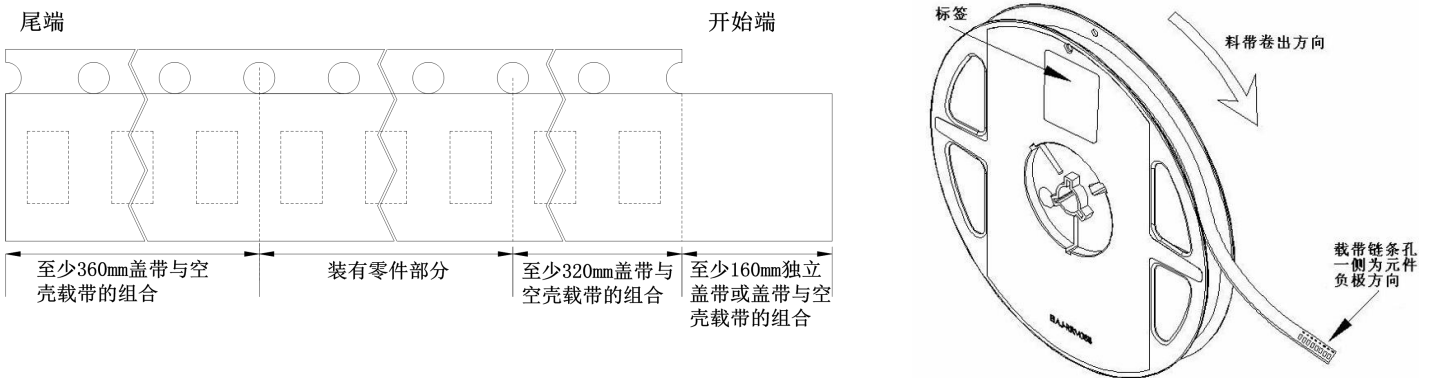 尾端
开始端
至少360mm盖带与空
壳载带的组合
装有零件部分
至少320mm盖带与
空壳载带的组合
至少160mm独立
盖带或盖带与空
壳载带的组合
标签
料带卷出方向
载带链条孔
一侧为元件
负极方向